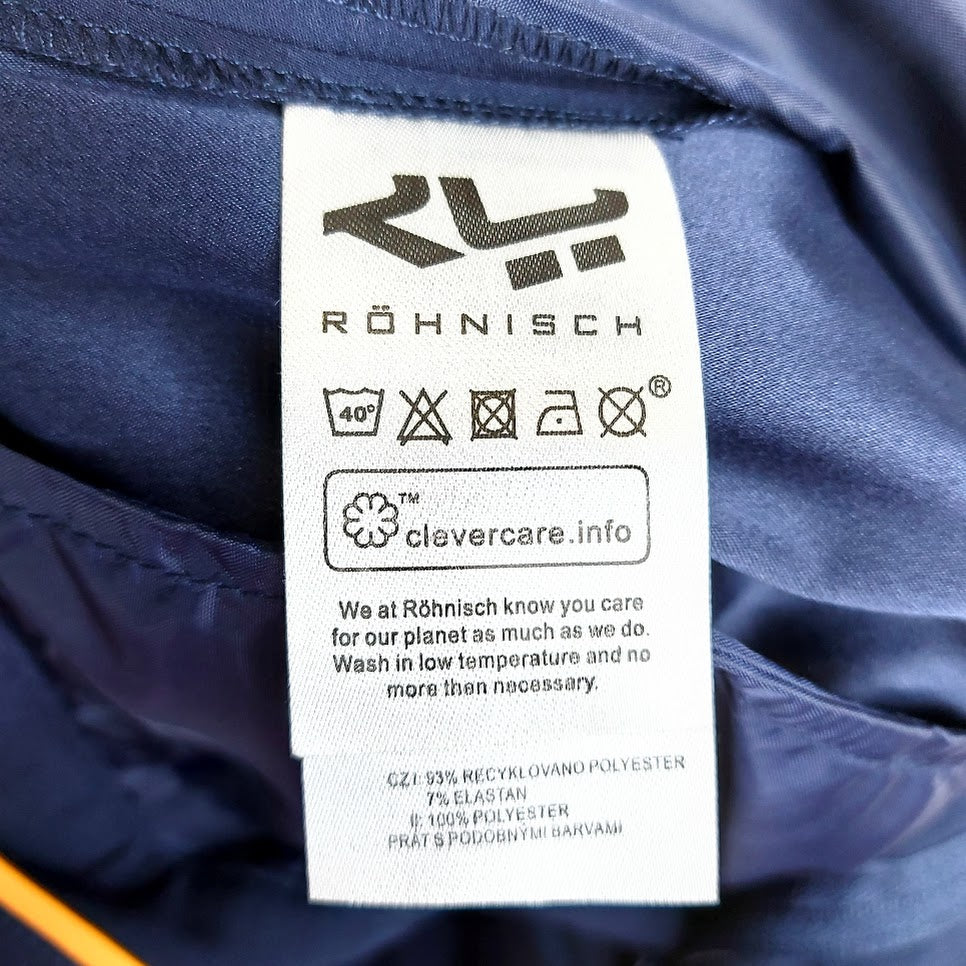 RÖHNISCH
40°
®
™
clevercare.info
We at Röhnisch know you care
for our planet as much as we do.
Wash in low temperature and no
more then necessary.
CZ I: 93% RECYKLOVANO POLYESTER
7% ELASTAN
II: 100% POLYESTER
PRÁT S PODOBNÝMI BARVAMI